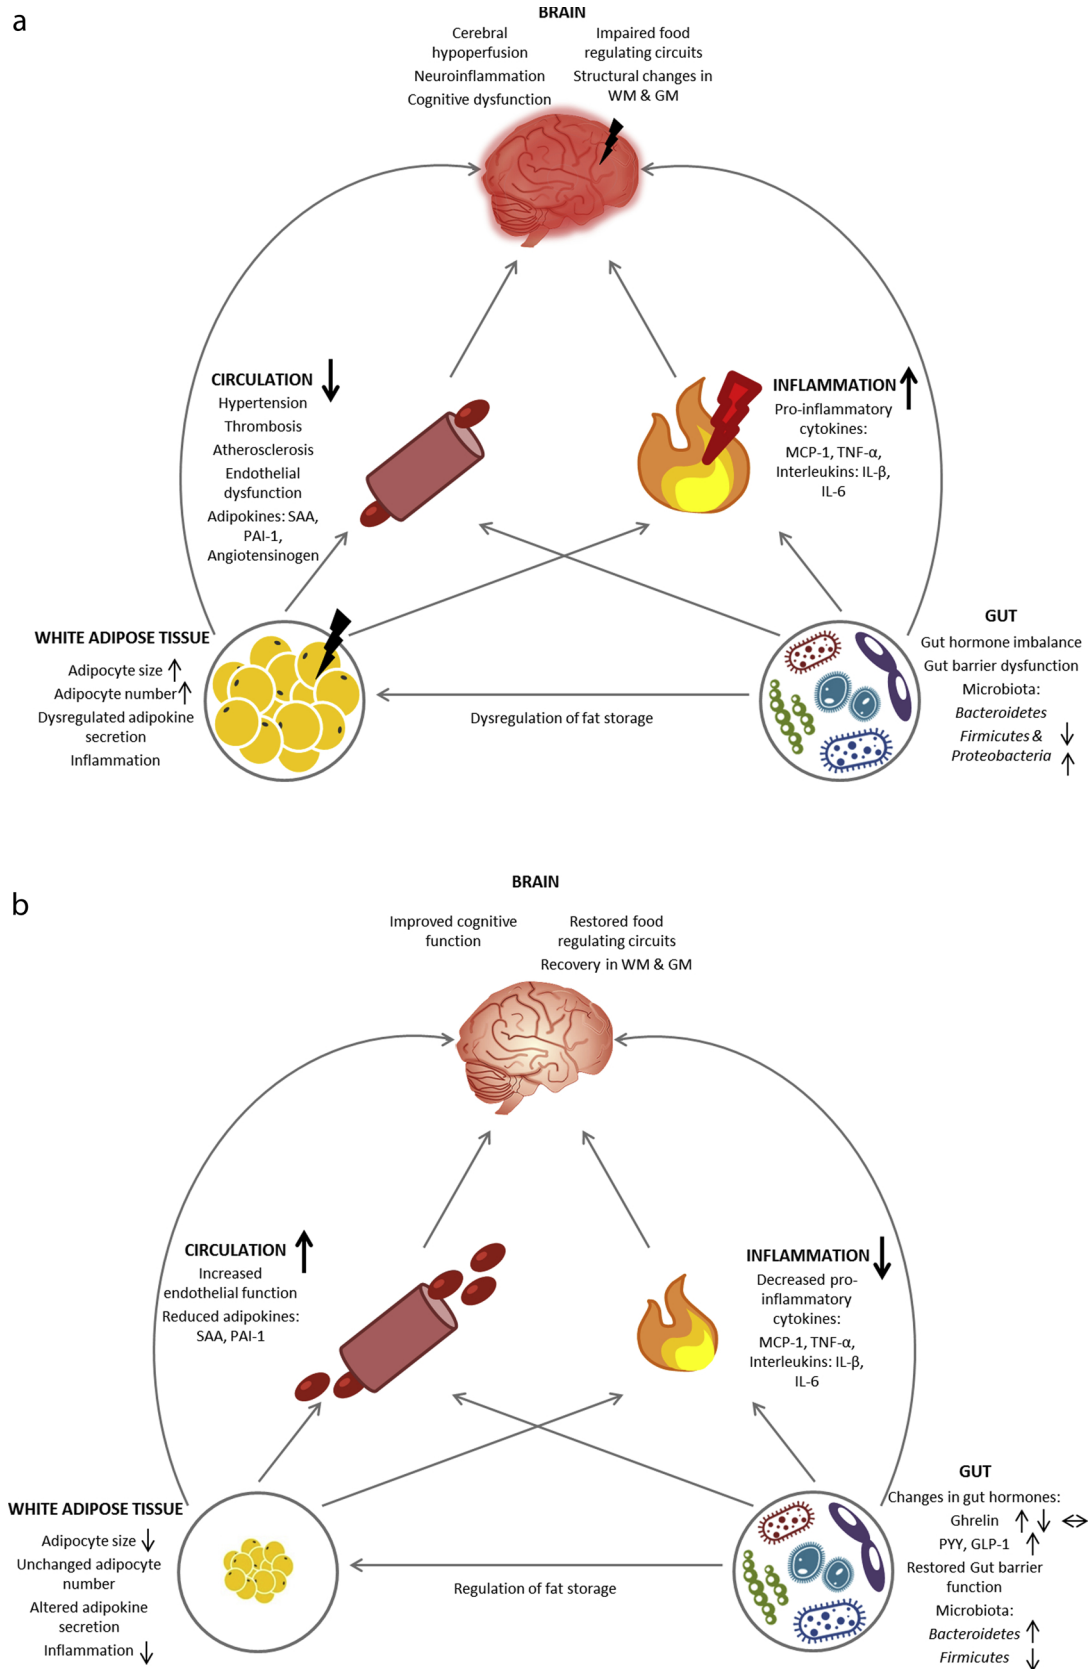 a
BRAIN
Cerebral
hypoperfusion
Neuroinflammation
Cognitive dysfunction
Impaired food
regulating circuits
Structural changes in
WM & GM
CIRCULATION ↓
Hypertension
Thrombosis
Atherosclerosis
Endothelial
dysfunction
Adipokines: SAA,
PAI-1,
Angiotensinogen
INFLAMMATION ↑
Pro-inflammatory
cytokines:
MCP-1, TNF-α,
Interleukins: IL-β,
IL-6
WHITE ADIPOSE TISSUE
Adipocyte size ↑
Adipocyte number ↑
Dysregulated adipokine
secretion
Inflammation
Dysregulation of fat storage
GUT
Gut hormone imbalance
Gut barrier dysfunction
Microbiota:
Bacteroidetes
Firmicutes & ↓
Proteobacteria ↑
b
BRAIN
Improved cognitive
function
Restored food
regulating circuits
Recovery in WM & GM
CIRCULATION ↑
Increased
endothelial function
Reduced adipokines:
SAA, PAI-1
INFLAMMATION ↓
Decreased pro-
inflammatory
cytokines:
MCP-1, TNF-α,
Interleukins: IL-β,
IL-6
WHITE ADIPOSE TISSUE
Adipocyte size ↓
Unchanged adipocyte
number
Altered adipokine
secretion
Inflammation ↓
Regulation of fat storage
GUT
Changes in gut hormones:
Ghrelin ↑ ↓ ↔
PYY, GLP-1 ↑
Restored Gut barrier
function
Microbiota:
Bacteroidetes ↑
Firmicutes ↓